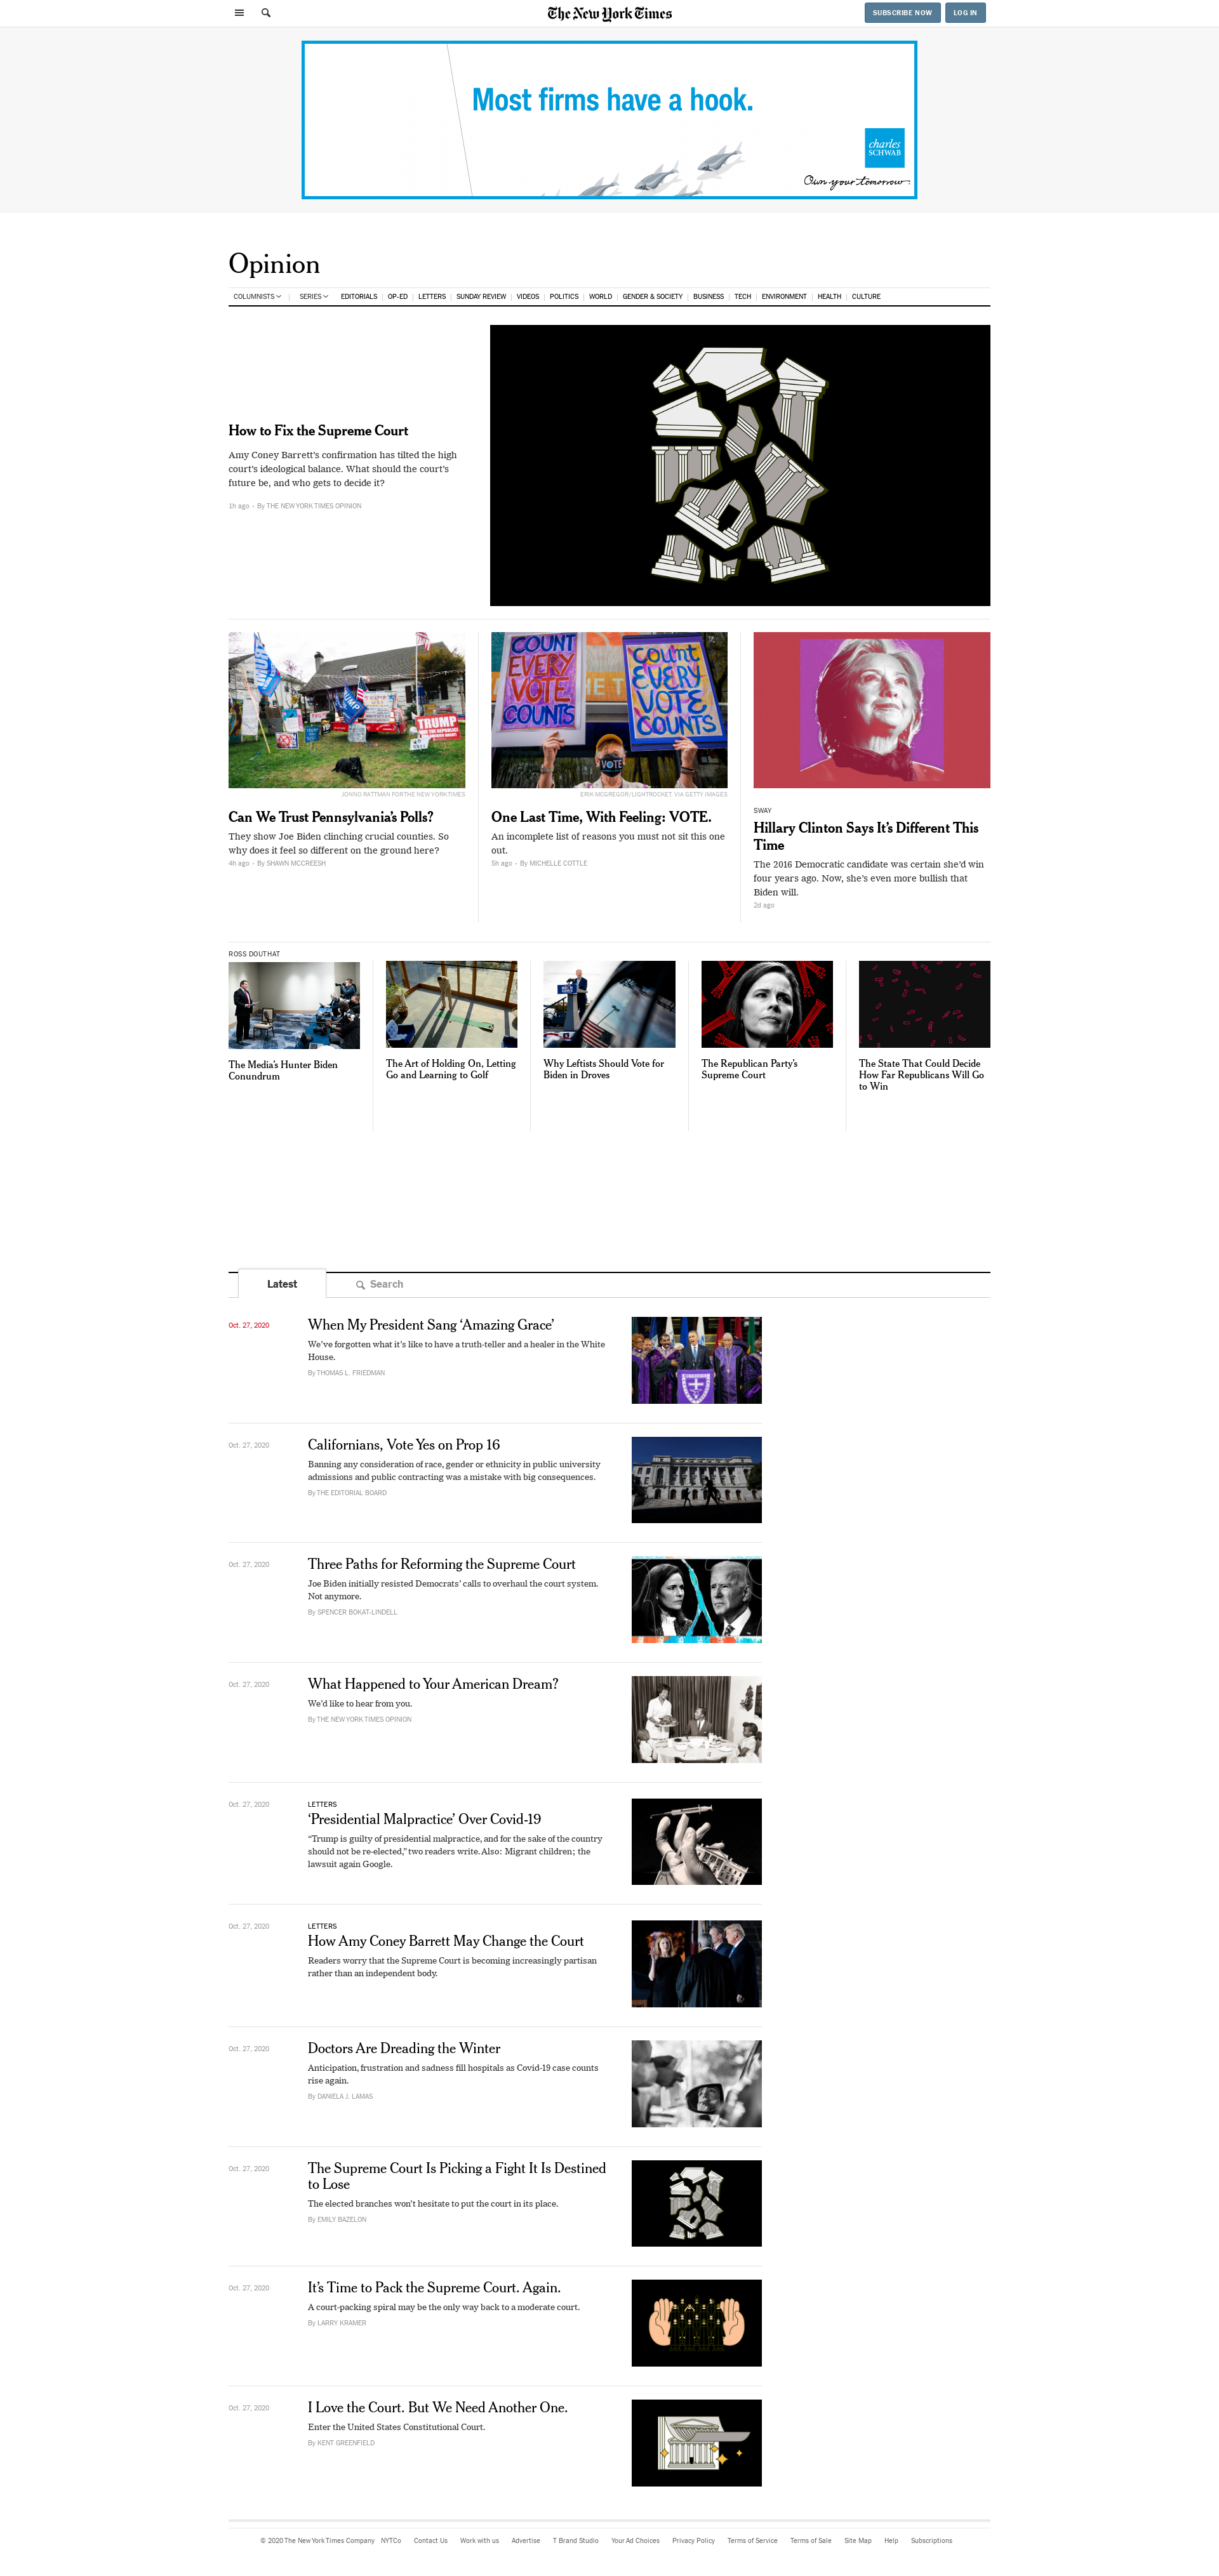 The New York Times
SUBSCRIBE NOW
LOG IN
Most firms have a hook.
charles
SCHWAB
Own your tomorrow
Opinion
COLUMNISTS
SERIES
EDITORIALS
OP-ED
LETTERS
SUNDAY REVIEW
VIDEOS
POLITICS
WORLD
GENDER & SOCIETY
BUSINESS
TECH
ENVIRONMENT
HEALTH
CULTURE
How to Fix the Supreme Court
Amy Coney Barrett’s confirmation has tilted the high
court’s ideological balance. What should the court’s
future be, and who gets to decide it?
1h ago • By THE NEW YORK TIMES OPINION
TRUMP
TRUMP
JONNO RATTMAN FOR THE NEW YORK TIMES
Can We Trust Pennsylvania’s Polls?
They show Joe Biden clinching crucial counties. So
why does it feel so different on the ground here?
4h ago • By SHAWN MCCREESH
COUNT
EVERY
VOTE
COUNTS
COUNT
EVERY
VOTE
COUNTS
VOTE
ERIK MCGREGOR/LIGHTROCKET, VIA GETTY IMAGES
One Last Time, With Feeling: VOTE.
An incomplete list of reasons you must not sit this one
out.
5h ago • By MICHELLE COTTLE
SWAY
Hillary Clinton Says It’s Different This
Time
The 2016 Democratic candidate was certain she’d win
four years ago. Now, she’s even more bullish that
Biden will.
2d ago
ROSS DOUTHAT
The Media’s Hunter Biden
Conundrum
The Art of Holding On, Letting
Go and Learning to Golf
Why Leftists Should Vote for
Biden in Droves
The Republican Party’s
Supreme Court
The State That Could Decide
How Far Republicans Will Go
to Win
Latest
Search
Oct. 27, 2020
When My President Sang ‘Amazing Grace’
We’ve forgotten what it’s like to have a truth-teller and a healer in the White
House.
By THOMAS L. FRIEDMAN
Oct. 27, 2020
Californians, Vote Yes on Prop 16
Banning any consideration of race, gender or ethnicity in public university
admissions and public contracting was a mistake with big consequences.
By THE EDITORIAL BOARD
Oct. 27, 2020
Three Paths for Reforming the Supreme Court
Joe Biden initially resisted Democrats’ calls to overhaul the court system.
Not anymore.
By SPENCER BOKAT-LINDELL
Oct. 27, 2020
What Happened to Your American Dream?
We’d like to hear from you.
By THE NEW YORK TIMES OPINION
Oct. 27, 2020
LETTERS
‘Presidential Malpractice’ Over Covid-19
“Trump is guilty of presidential malpractice, and for the sake of the country
should not be re-elected,” two readers write. Also: Migrant children; the
lawsuit again Google.
Oct. 27, 2020
LETTERS
How Amy Coney Barrett May Change the Court
Readers worry that the Supreme Court is becoming increasingly partisan
rather than an independent body.
Oct. 27, 2020
Doctors Are Dreading the Winter
Anticipation, frustration and sadness fill hospitals as Covid-19 case counts
rise again.
By DANIELA J. LAMAS
Oct. 27, 2020
The Supreme Court Is Picking a Fight It Is Destined
to Lose
The elected branches won’t hesitate to put the court in its place.
By EMILY BAZELON
Oct. 27, 2020
It’s Time to Pack the Supreme Court. Again.
A court-packing spiral may be the only way back to a moderate court.
By LARRY KRAMER
Oct. 27, 2020
I Love the Court. But We Need Another One.
Enter the United States Constitutional Court.
By KENT GREENFIELD
© 2020 The New York Times Company
NYTCo
Contact Us
Work with us
Advertise
T Brand Studio
Your Ad Choices
Privacy Policy
Terms of Service
Terms of Sale
Site Map
Help
Subscriptions